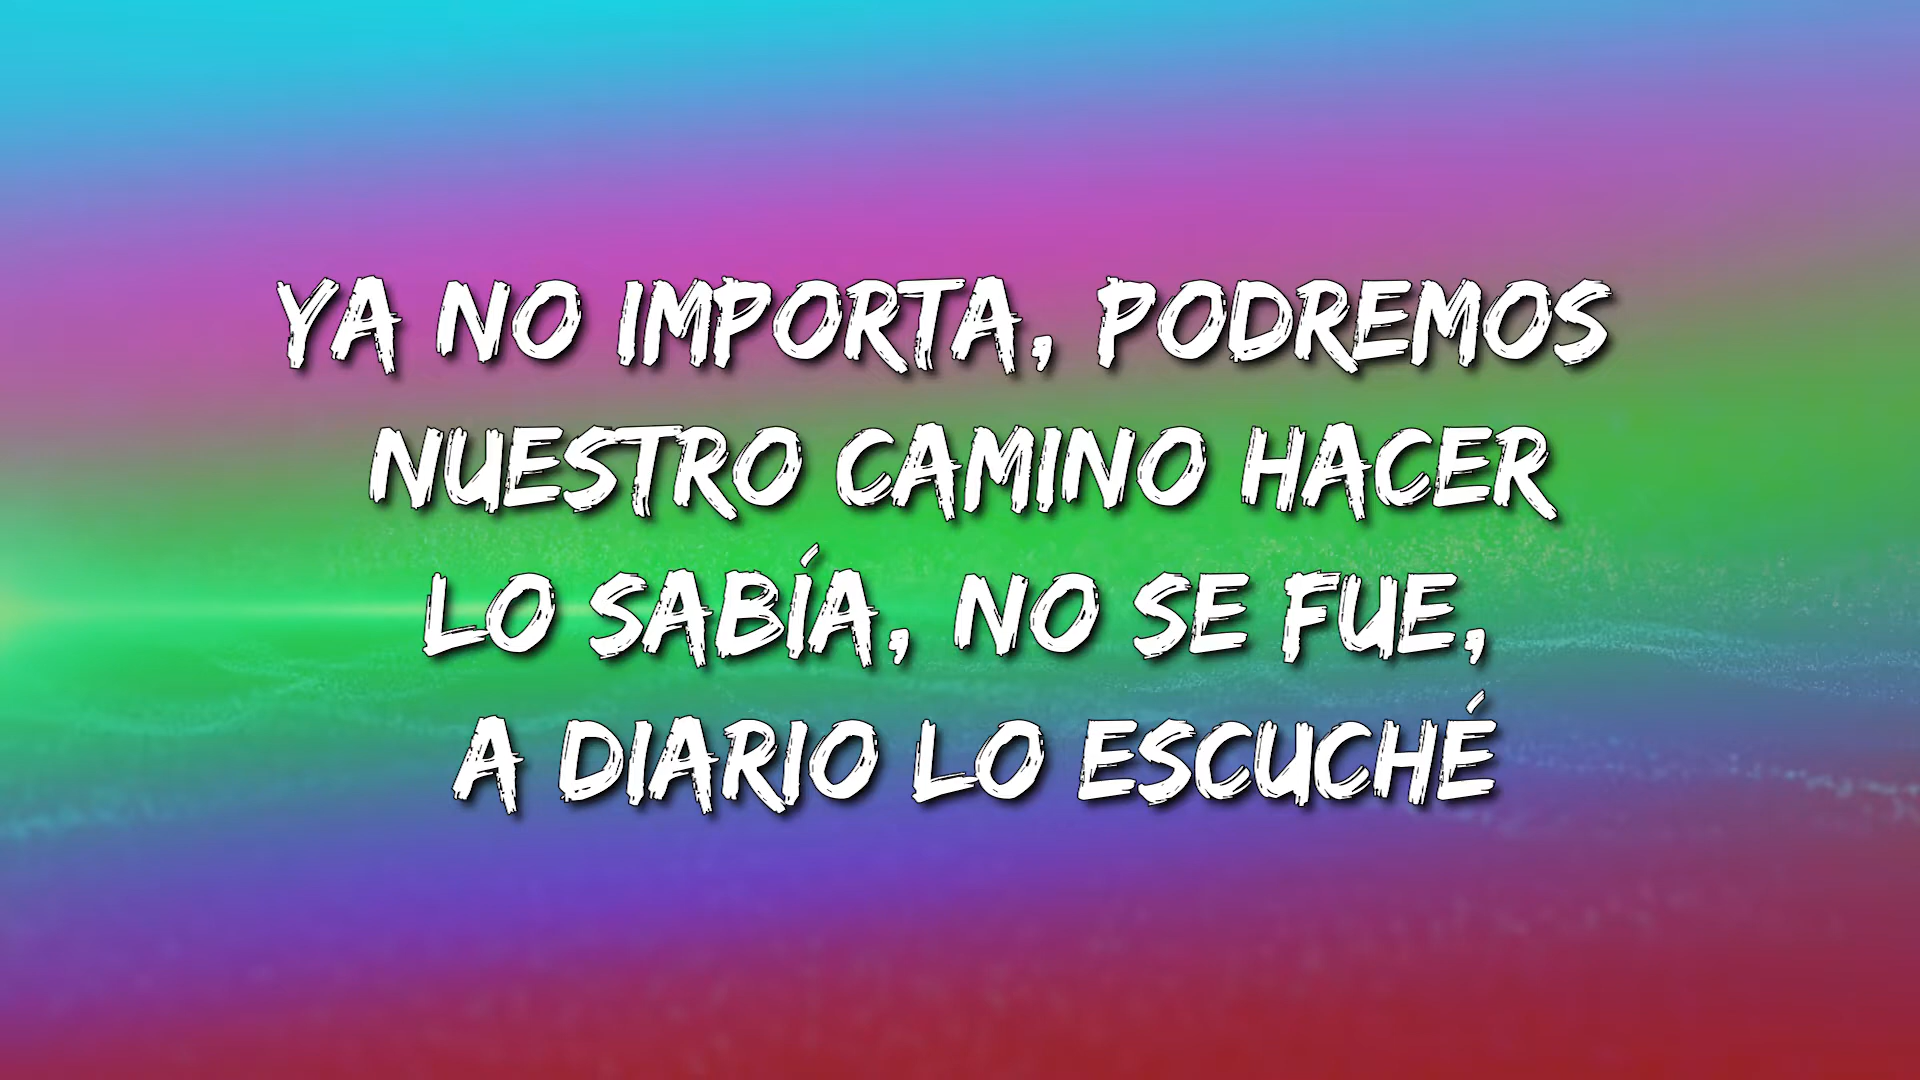 YA NO IMPORTA, PODREMOS
NUESTRO CAMINO HACER
LO SABÍA, NO SE FUE,
A DIARIO LO ESCUCHÉ